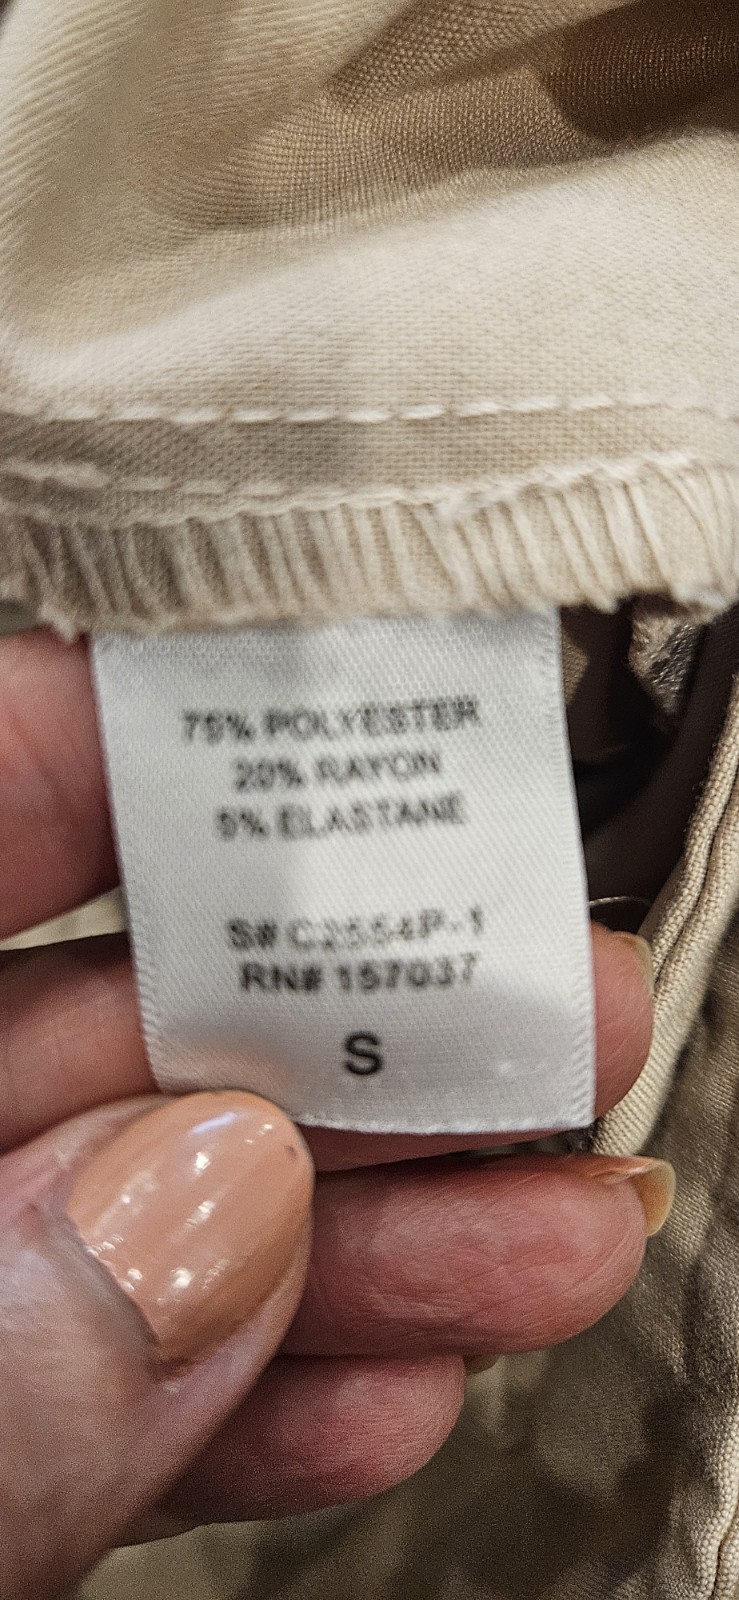 75% POLYESTER
20% RAYON
5% ELASTANE
S# C2554P-1
RN# 157037
S